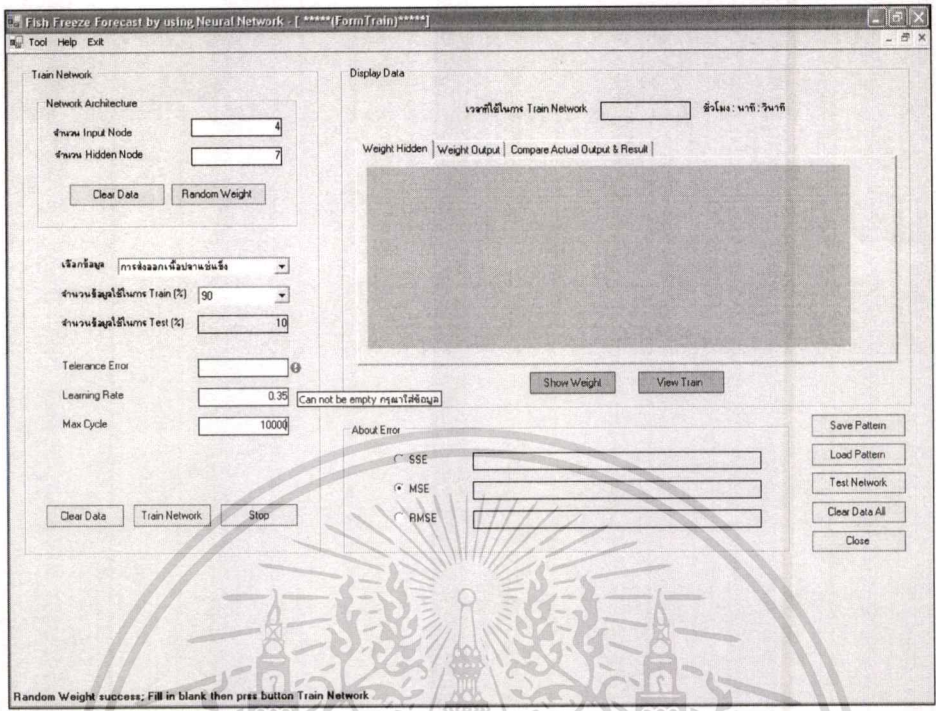 Fish Freeze Forecast by using Neural Network - [ *****(FormTrain)*****]
Tool Help Exit
Train Network
Network Architecture
จำนวน Input Node 4
จำนวน Hidden Node 7
Clear Data Random Weight
เลือกข้อมูล การส่งออกเนื้อปลาแช่แข็ง
จำนวนข้อมูลใช้ในการ Train (%) 90
จำนวนข้อมูลใช้ในการ Test (%) 10
Telerance Error
Learning Rate 0.35
Can not be empty กรุณาใส่ข้อมูล
Max Cycle 10000
Clear Data Train Network Stop
Display Data
เวลาที่ใช้ในการ Train Network ชั่วโมง : นาที : วินาที
Weight Hidden Weight Output Compare Actual Output & Result
Show Weight View Train
About Error
SSE
MSE
RMSE
Save Pattern
Load Pattern
Test Network
Clear Data All
Close
Random Weight success; Fill in blank then prss button Train Network